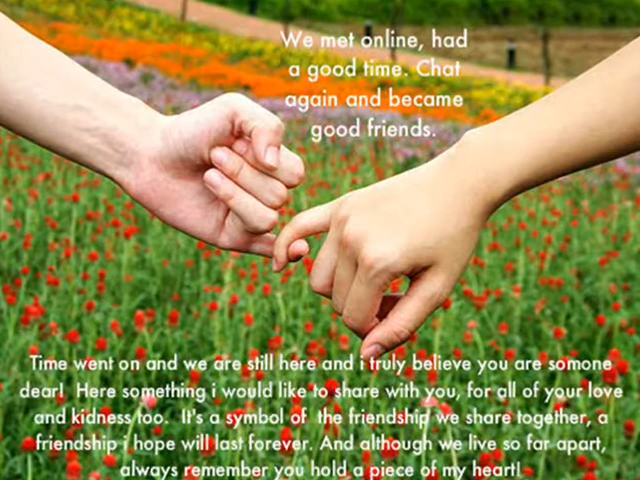 We met online, had
a good time. Chat
again and became
good friends.
Time went on and we are still here and i truly believe you are somone
dear! Here something i would like to share with you, for all of your love
and kidness too. It's a symbol of the friendship we share together, a
friendship i hope will last forever. And although we live so far apart,
always remember you hold a piece of my heart!